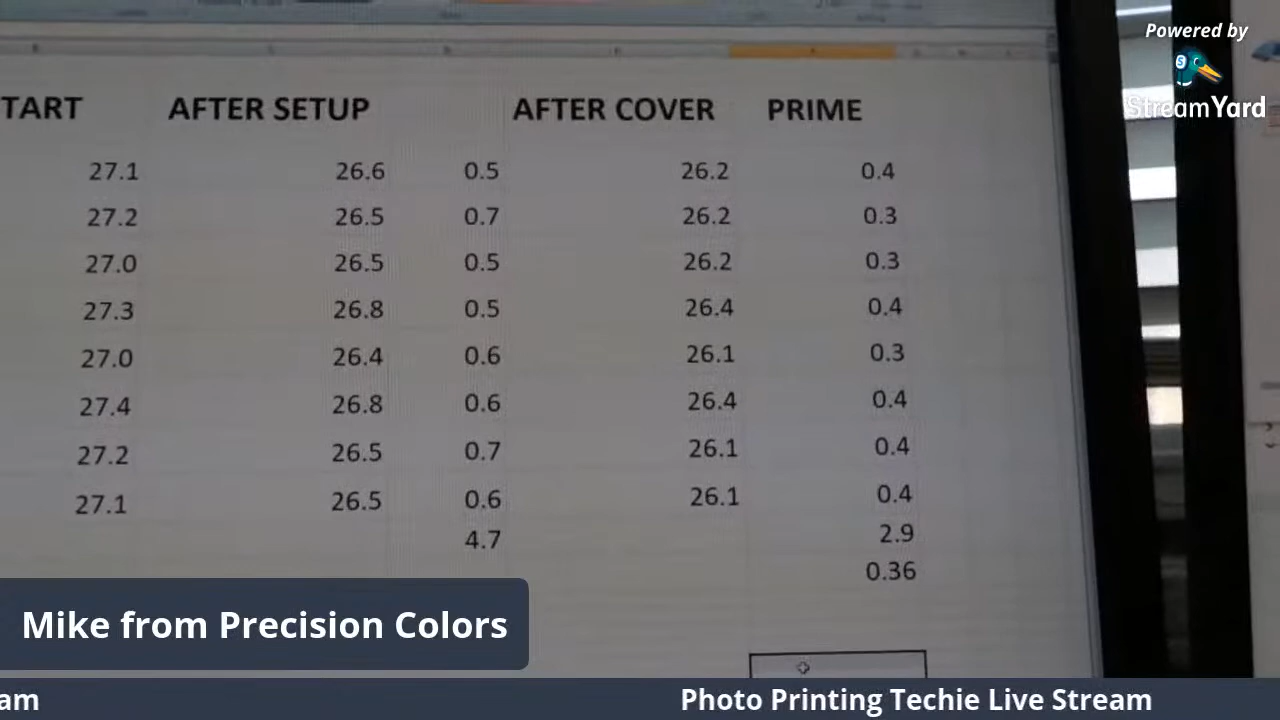 Powered by
StreamYard
TART AFTER SETUP AFTER COVER PRIME
27.1 26.6 0.5 26.2 0.4
27.2 26.5 0.7 26.2 0.3
27.0 26.5 0.5 26.2 0.3
27.3 26.8 0.5 26.4 0.4
27.0 26.4 0.6 26.1 0.3
27.4 26.8 0.6 26.4 0.4
27.2 26.5 0.7 26.1 0.4
27.1 26.5 0.6 26.1 0.4
4.7 2.9
0.36
Mike from Precision Colors
am Photo Printing Techie Live Stream